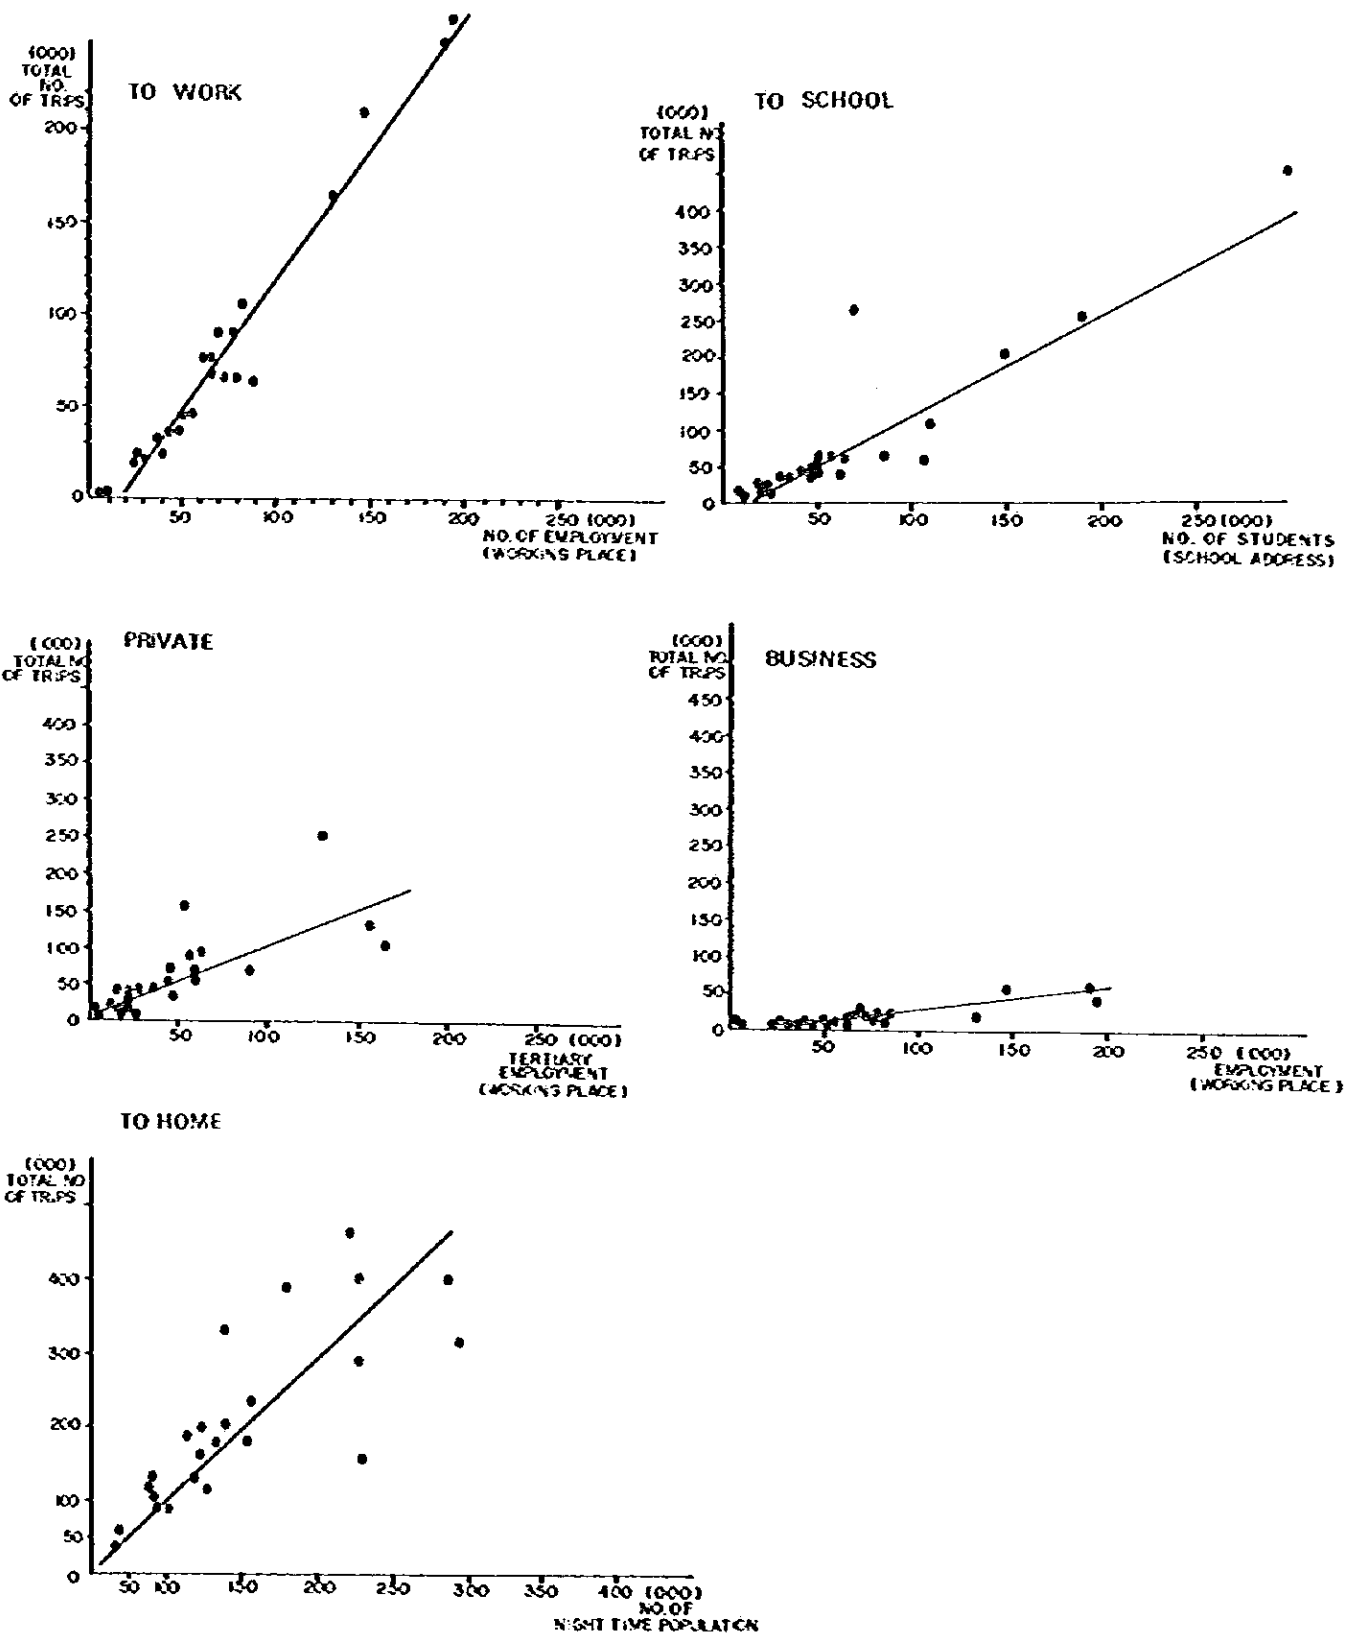 (000)
TOTAL
NO.
OF TRIPS
TO WORK
200
150
100
50
0
50
100
150
200
250 (000)
NO. OF EMPLOYMENT
(WORKING PLACE)
TO SCHOOL
(000)
TOTAL NO
OF TRIPS
400
350
300
250
200
150
100
50
0
50
100
150
200
250 (000)
NO. OF STUDENTS
(SCHOOL ADDRESS)
PRIVATE
(000)
TOTAL NO
OF TRIPS
400
350
300
250
200
150
100
50
0
50
100
150
200
250 (000)
TERTIARY
EMPLOYMENT
(WORKING PLACE)
BUSINESS
(000)
TOTAL NO.
OF TRIPS
450
400
350
300
250
200
150
100
50
0
50
100
150
200
250 (000)
EMPLOYMENT
(WORKING PLACE)
TO HOME
(000)
TOTAL NO
OF TRIPS
400
300
200
100
50
0
50
100
150
200
250
300
350
400 (000)
NO. OF
NIGHT TIME POPULATION